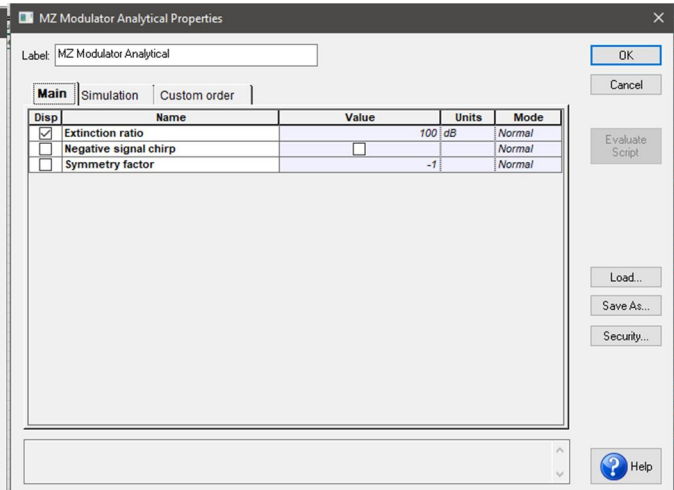 MZ Modulator Analytical Properties
Label: MZ Modulator Analytical
OK
Cancel
Main Simulation Custom order
Disp Name Value Units Mode
Extinction ratio 100 dB Normal
Negative signal chirp Normal
Symmetry factor -1 Normal
Evaluate
Script
Load...
Save As...
Security...
Help